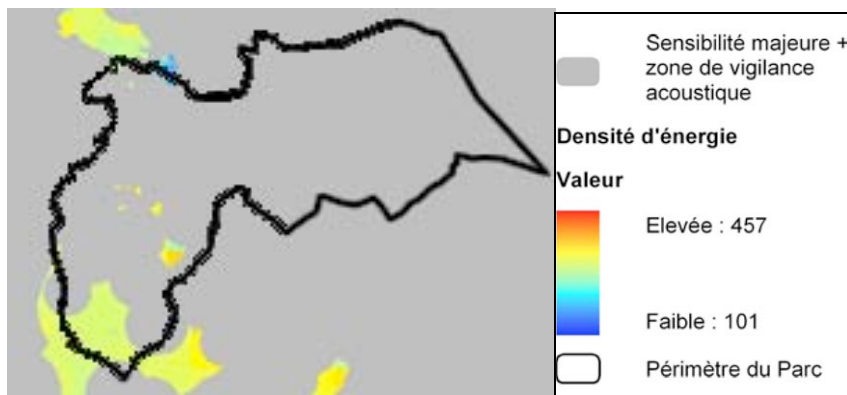 Sensibilité majeure +
zone de vigilance
acoustique
Densité d'énergie
Valeur
Elevée : 457
Faible : 101
Périmètre du Parc